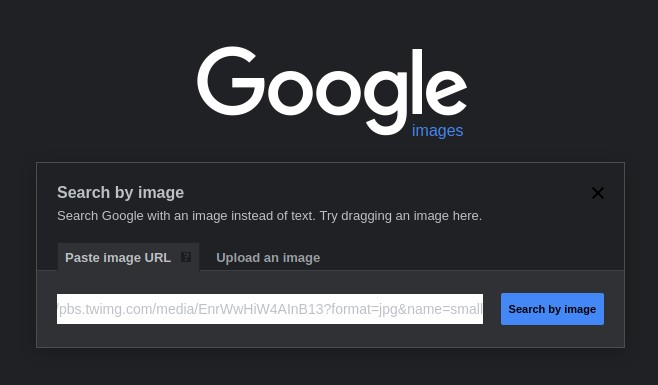 Google
images
Search by image
Search Google with an image instead of text. Try dragging an image here.
Paste image URL ?
Upload an image
/pbs.twimg.com/media/EnrWwHiW4AInB13?format=jpg&name=small
Search by image